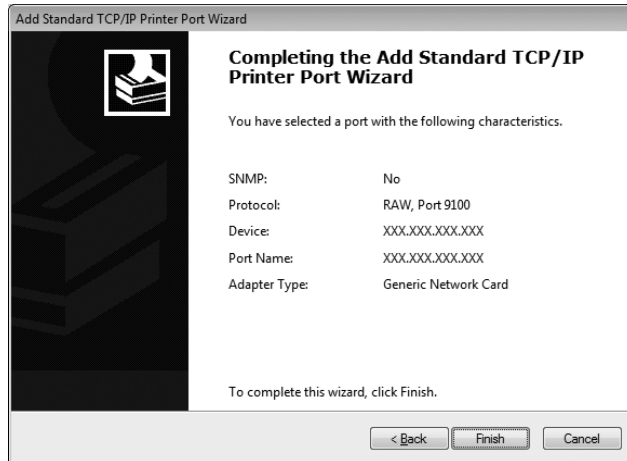 Add Standard TCP/IP Printer Port Wizard
Completing the Add Standard TCP/IP
Printer Port Wizard
You have selected a port with the following characteristics.
SNMP: No
Protocol: RAW, Port 9100
Device: XXX.XXX.XXX.XXX
Port Name: XXX.XXX.XXX.XXX
Adapter Type: Generic Network Card
To complete this wizard, click Finish.
< Back Finish Cancel